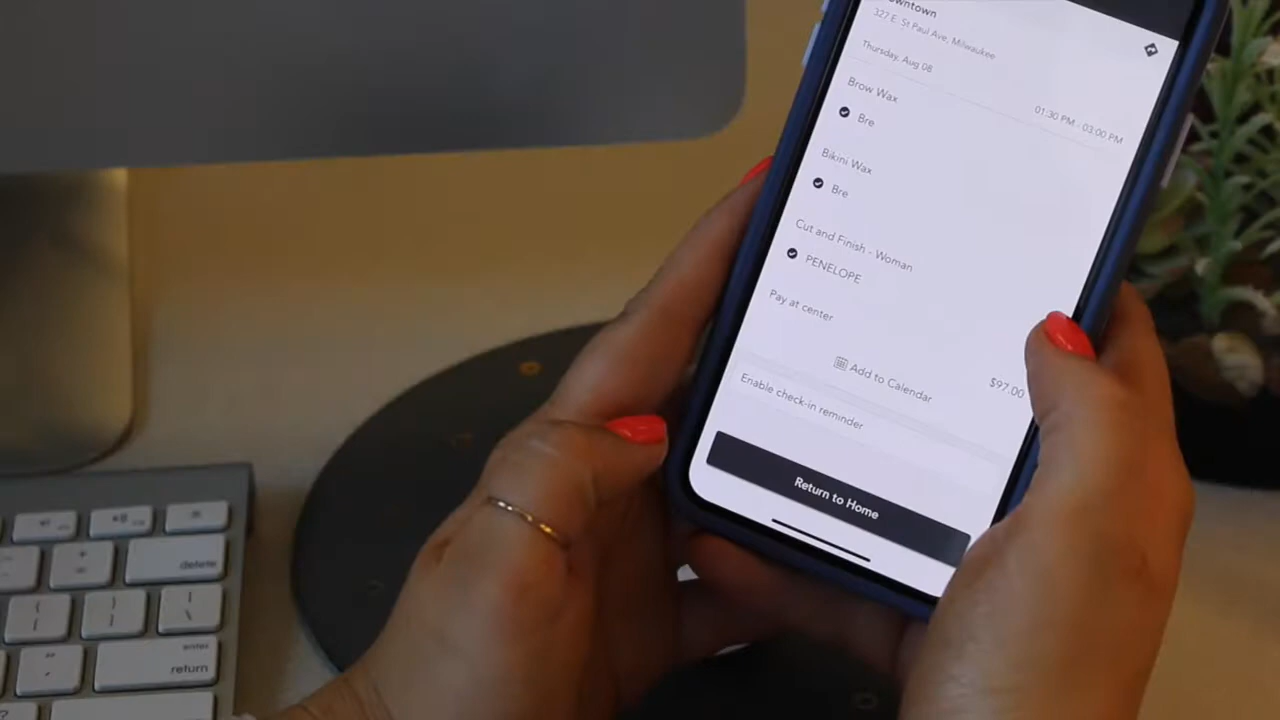 327 E. St Paul Ave, Milwaukee
Thursday, Aug 08
01:30 PM - 03:00 PM
Brow Wax
Bre
Bikini Wax
Bre
Cut and Finish - Woman
PENELOPE
Pay at center
$97.00
Add to Calendar
Enable check-in reminder
Return to Home
delete
enter
return